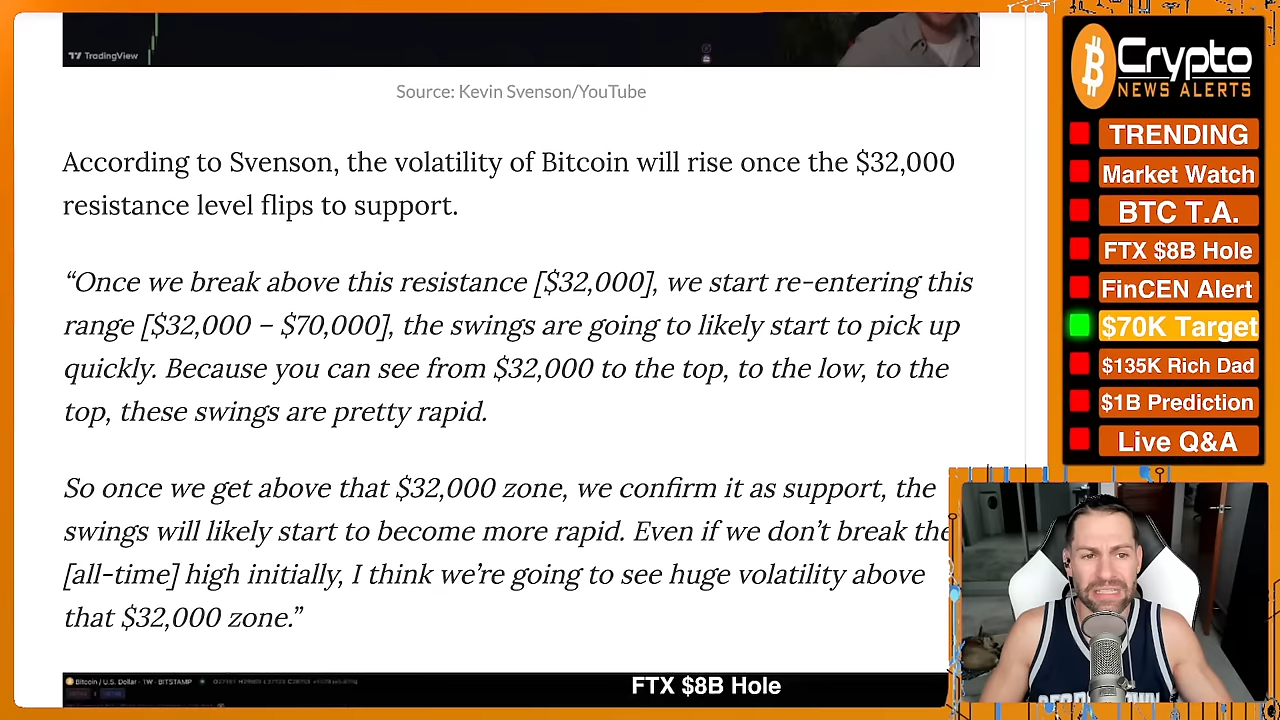 TradingView
Source: Kevin Svenson/YouTube
According to Svenson, the volatility of Bitcoin will rise once the $32,000
resistance level flips to support.
“Once we break above this resistance [$32,000], we start re-entering this
range [$32,000 – $70,000], the swings are going to likely start to pick up
quickly. Because you can see from $32,000 to the top, to the low, to the
top, these swings are pretty rapid.
So once we get above that $32,000 zone, we confirm it as support, the
swings will likely start to become more rapid. Even if we don’t break the
[all-time] high initially, I think we’re going to see huge volatility above
that $32,000 zone.”
Bitcoin / U.S. Dollar · 1W · BITSTAMP
FTX $8B Hole
Crypto
NEWS ALERTS
TRENDING
Market Watch
BTC T.A.
FTX $8B Hole
FinCEN Alert
$70K Target
$135K Rich Dad
$1B Prediction
Live Q&A